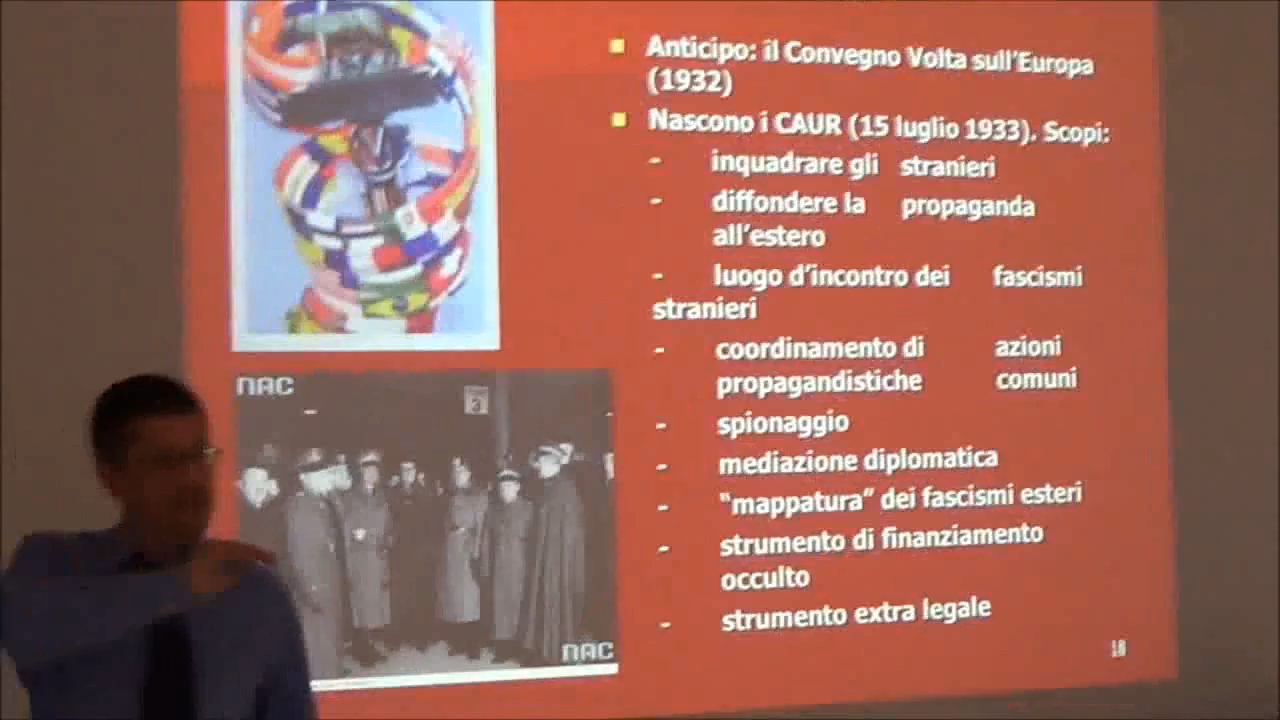 Anticipo: il Convegno Volta sull'Europa
(1932)
Nascono i CAUR (15 luglio 1933). Scopi:
- inquadrare gli stranieri
- diffondere la propaganda
all'estero
- luogo d'incontro dei fascismi
stranieri
- coordinamento di azioni
propagandistiche comuni
- spionaggio
- mediazione diplomatica
- "mappatura" dei fascismi esteri
- strumento di finanziamento
occulto
- strumento extra legale
NAC
3
NAC
18